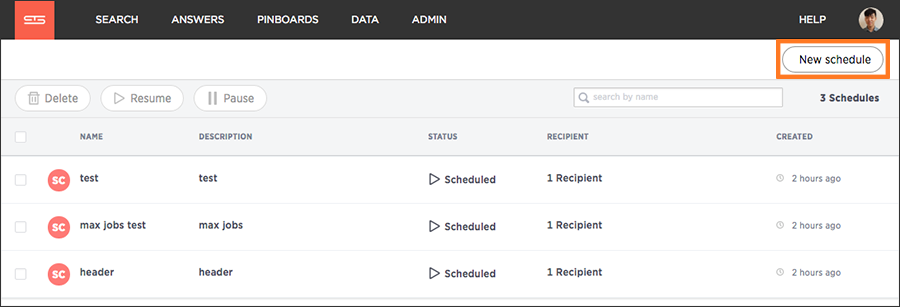 SEARCH ANSWERS PINBOARDS DATA ADMIN HELP
New schedule
Delete Resume Pause search by name 3 Schedules
NAME DESCRIPTION STATUS RECIPIENT CREATED
SC test test Scheduled 1 Recipient 2 hours ago
SC max jobs test max jobs Scheduled 1 Recipient 2 hours ago
SC header header Scheduled 1 Recipient 2 hours ago